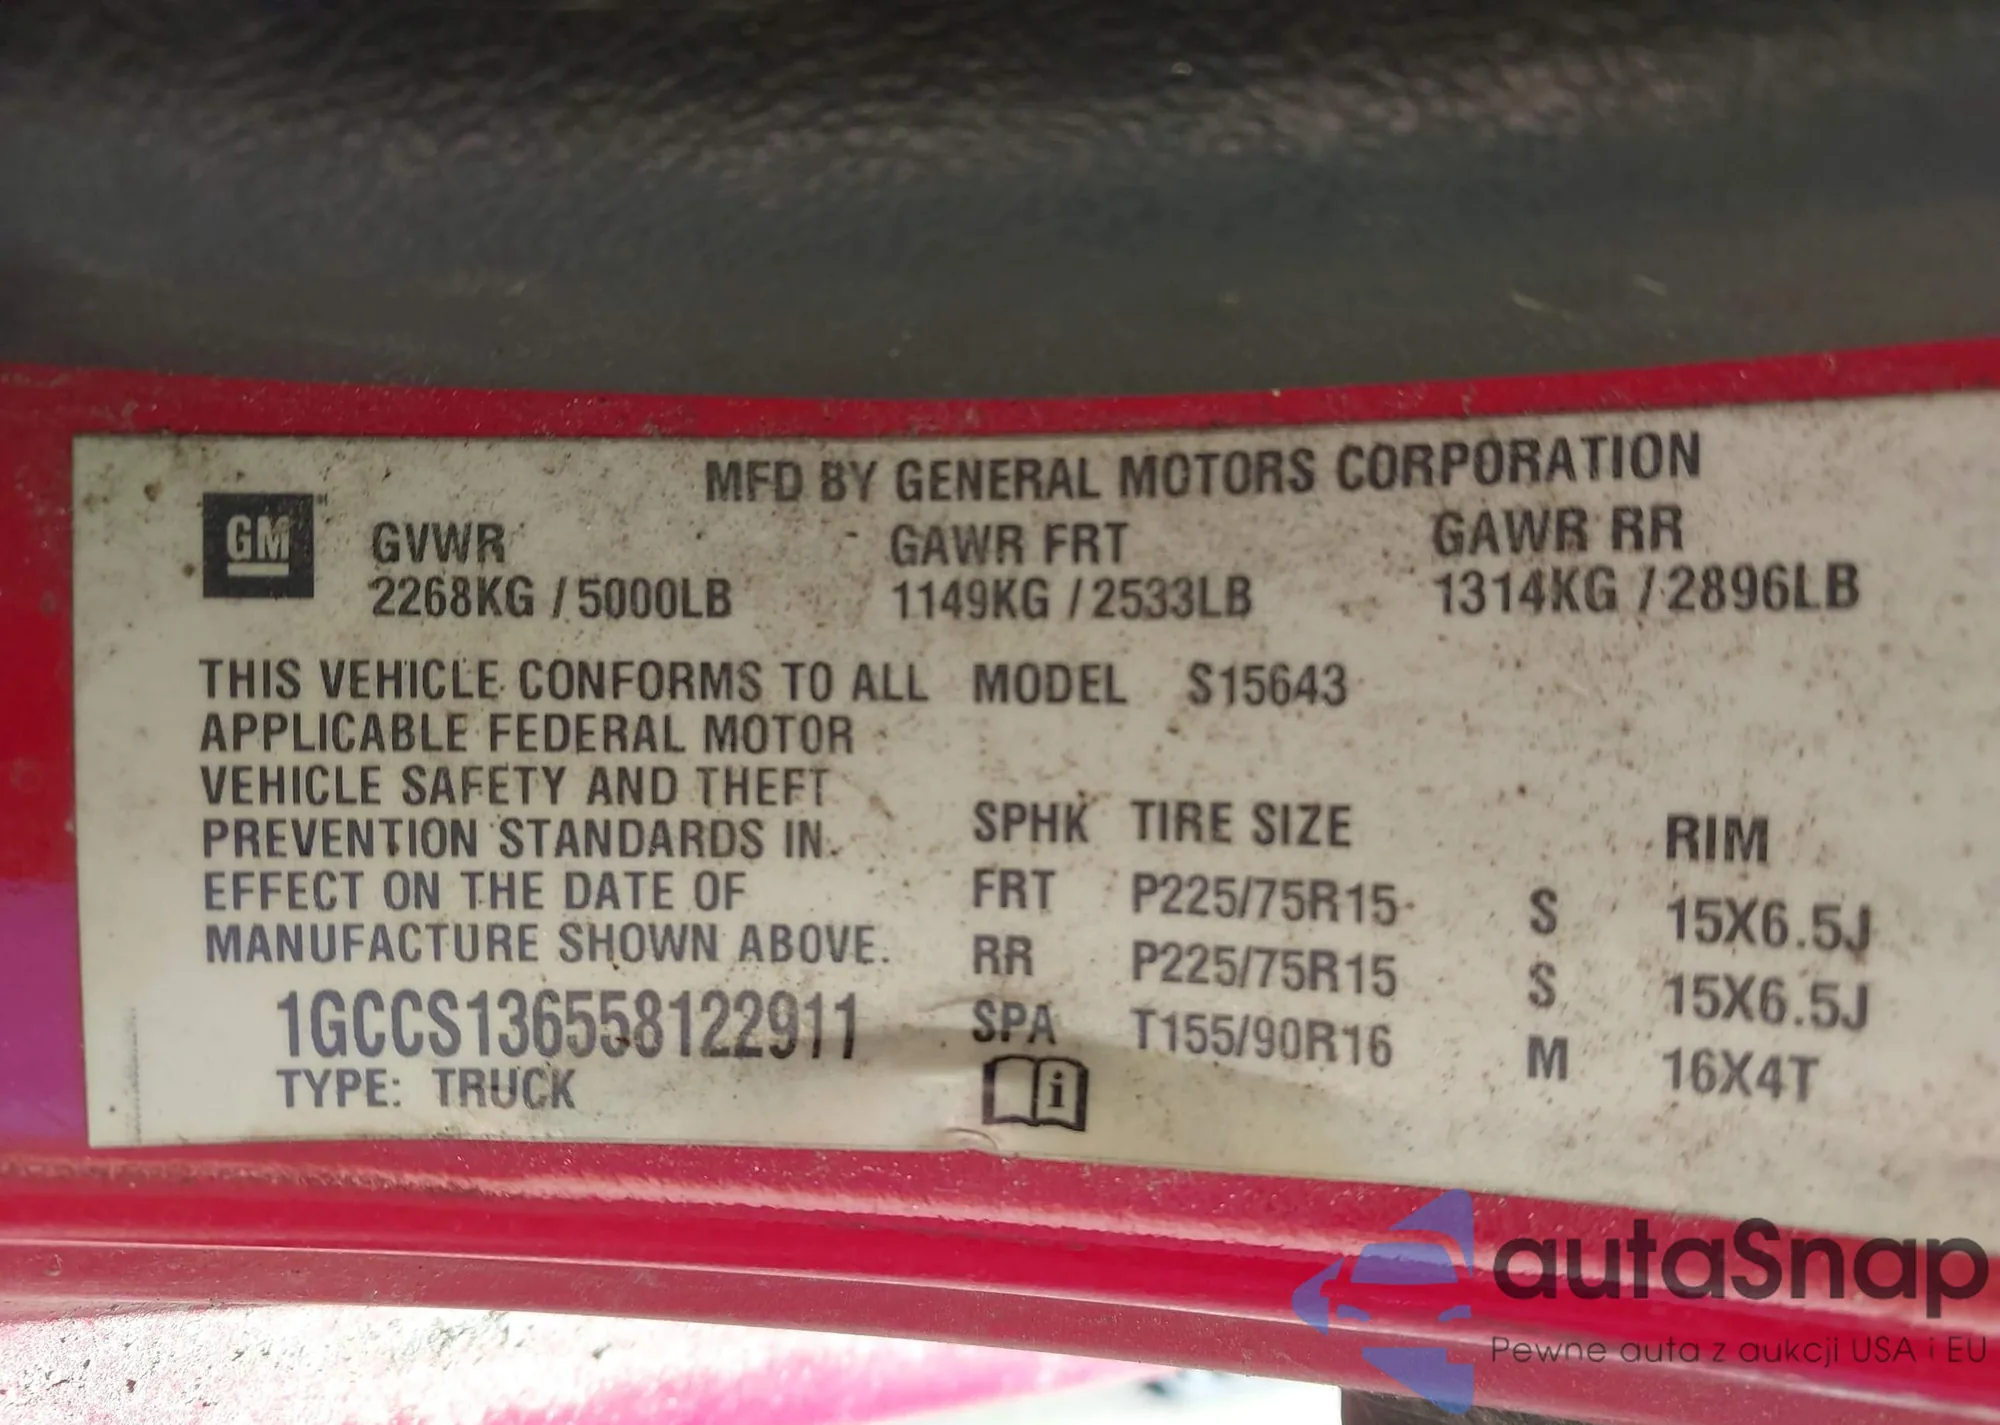 MFD BY GENERAL MOTORS CORPORATION
GM GVWR GAWR FRT GAWR RR
2268KG / 5000LB 1149KG / 2533LB 1314KG / 2896LB
THIS VEHICLE CONFORMS TO ALL MODEL S15643
APPLICABLE FEDERAL MOTOR
VEHICLE SAFETY AND THEFT
PREVENTION STANDARDS IN
EFFECT ON THE DATE OF
MANUFACTURE SHOWN ABOVE.
1GCCS136558122911
TYPE: TRUCK
SPHK TIRE SIZE RIM
FRT P225/75R15 S 15X6.5J
RR P225/75R15 S 15X6.5J
SPA T155/90R16 M 16X4T
i
autaSnap
Pewne auta z aukcji USA i EU